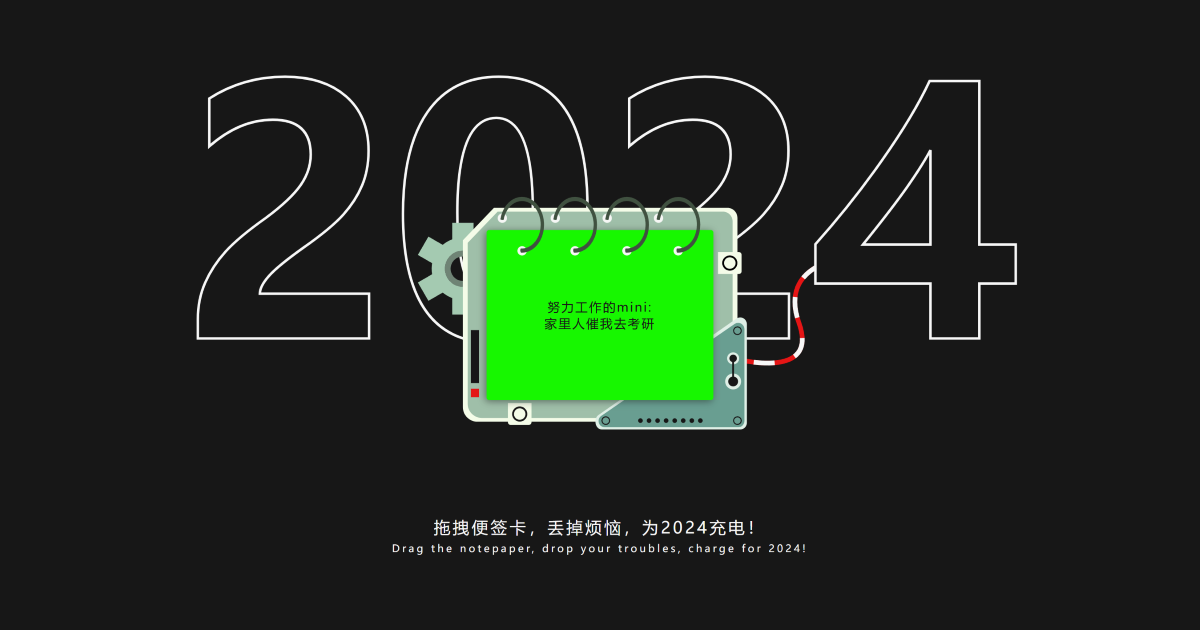 2024
努力工作的mini:
家里人催我去考研
拖拽便签卡，丢掉烦恼，为2024充电！
Drag the notepaper, drop your troubles, charge for 2024!